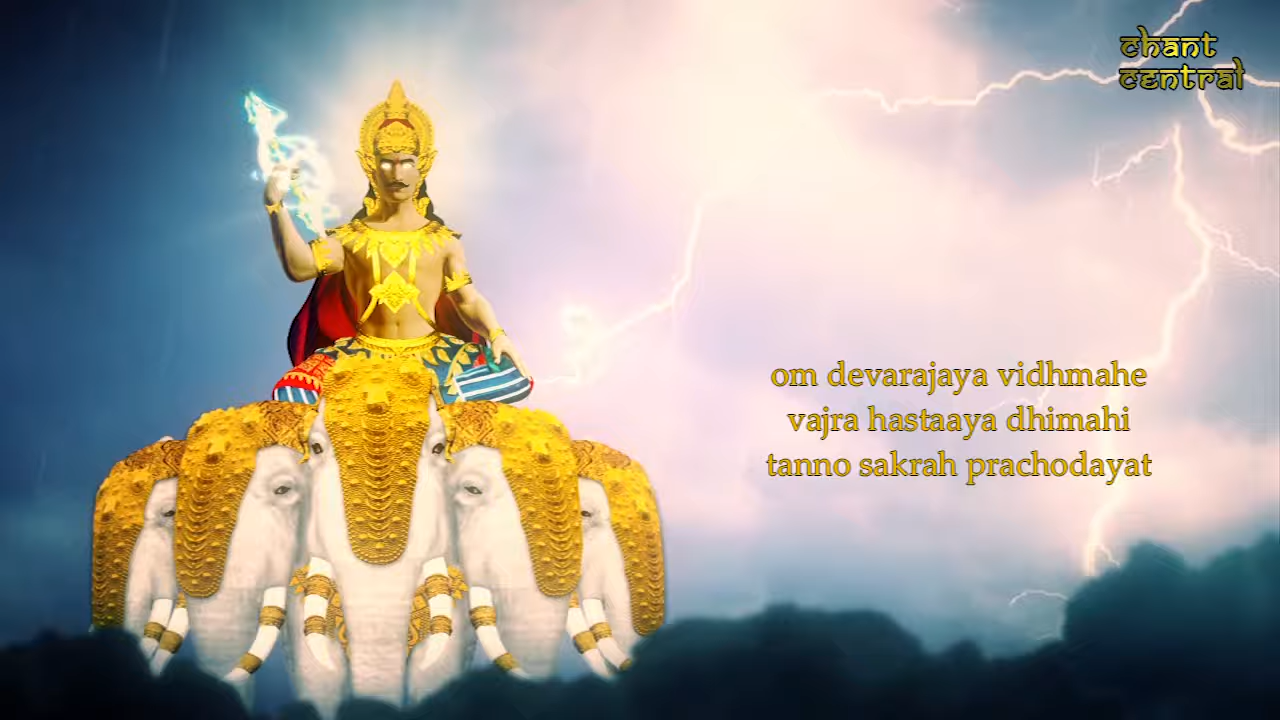 chant
central
om devarajaya vidhmahe
vajra hastaaya dhimahi
tanno sakrah prachodayat